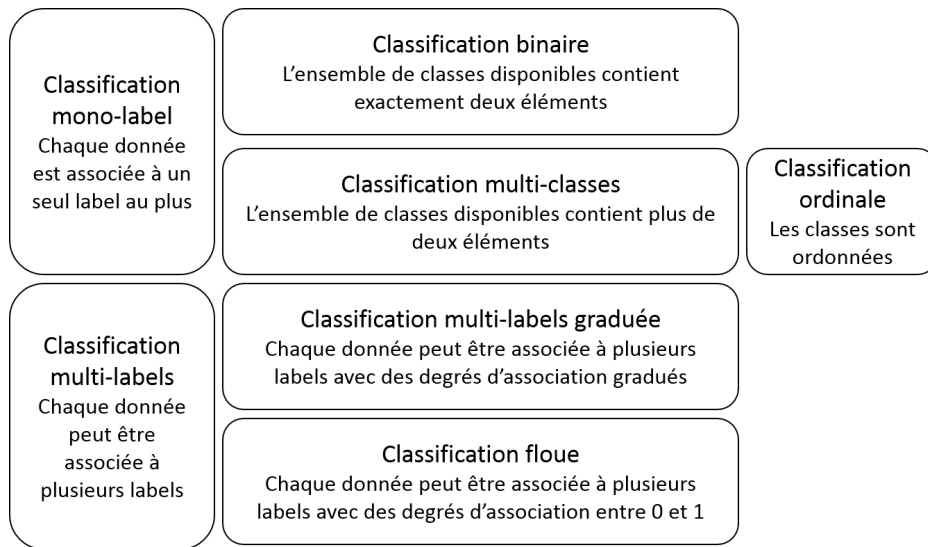 Classification
mono-label
Chaque donnée
est associée à un
seul label au plus
Classification binaire
L'ensemble de classes disponibles contient
exactement deux éléments
Classification multi-classes
L'ensemble de classes disponibles contient plus de
deux éléments
Classification
ordinale
Les classes sont
ordonnées
Classification
multi-labels
Chaque donnée
peut être
associée à
plusieurs labels
Classification multi-labels graduée
Chaque donnée peut être associée à plusieurs
labels avec des degrés d'association gradués
Classification floue
Chaque donnée peut être associée à plusieurs
labels avec des degrés d'association entre 0 et 1